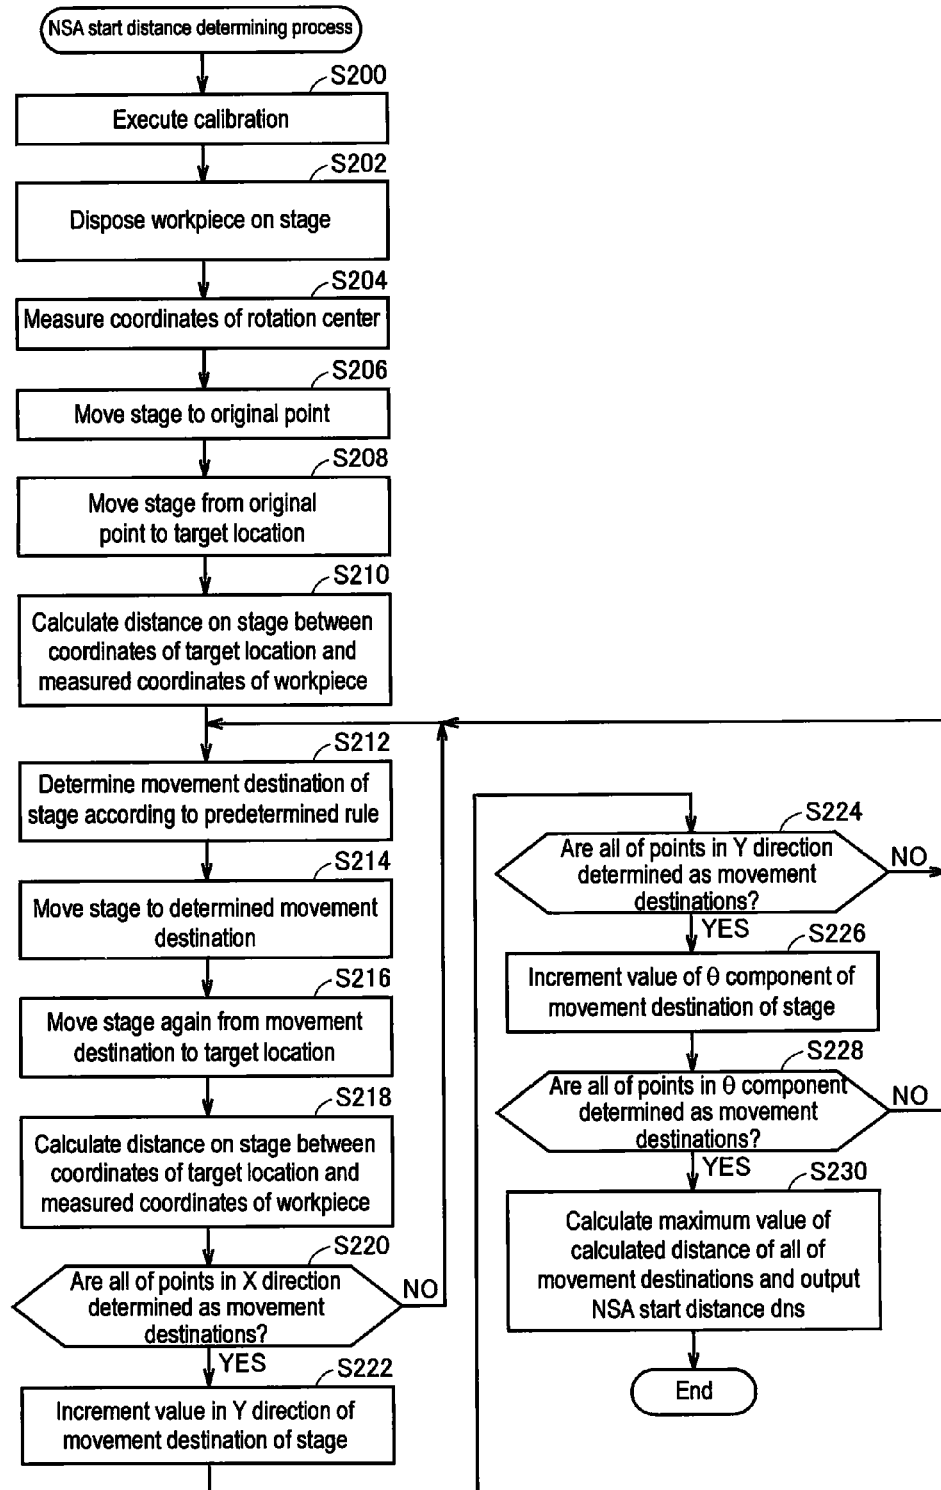 NSA start distance determining process
S200
Execute calibration
S202
Dispose workpiece on stage
S204
Measure coordinates of rotation center
S206
Move stage to original point
S208
Move stage from original
point to target location
S210
Calculate distance on stage between
coordinates of target location and
measured coordinates of workpiece
S212
Determine movement destination of
stage according to predetermined rule
S214
Move stage to determined movement
destination
S216
Move stage again from movement
destination to target location
S218
Calculate distance on stage between
coordinates of target location and
measured coordinates of workpiece
S220
Are all of points in X direction
determined as movement
destinations?
NO
YES
S222
Increment value in Y direction of
movement destination of stage
S224
Are all of points in Y direction
determined as movement
destinations?
NO
YES
S226
Increment value of θ component of
movement destination of stage
S228
Are all of points in θ component
determined as movement
destinations?
NO
YES
S230
Calculate maximum value of
calculated distance of all of
movement destinations and output
NSA start distance dns
End